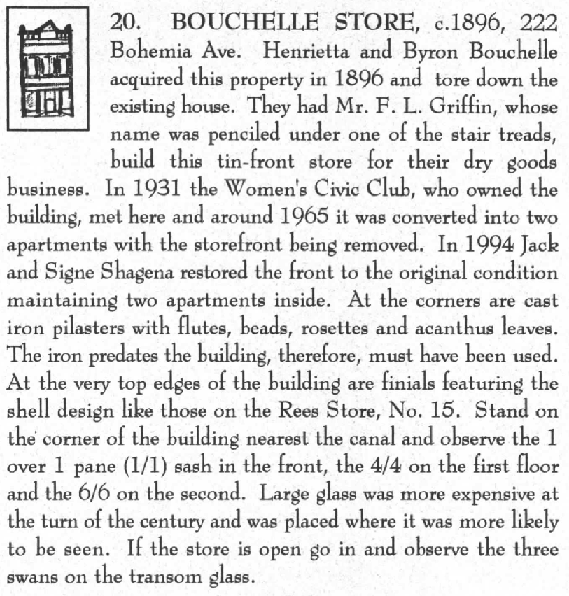 20. BOUCHELLE STORE, c.1896, 222
Bohemia Ave. Henrietta and Byron Bouchelle
acquired this property in 1896 and tore down the
existing house. They had Mr. F. L. Griffin, whose
name was penciled under one of the stair treads,
build this tin-front store for their dry goods
business. In 1931 the Women's Civic Club, who owned the
building, met here and around 1965 it was converted into two
apartments with the storefront being removed. In 1994 Jack
and Signe Shagena restored the front to the original condition
maintaining two apartments inside. At the corners are cast
iron pilasters with flutes, beads, rosettes and acanthus leaves.
The iron predates the building, therefore, must have been used.
At the very top edges of the building are finials featuring the
shell design like those on the Rees Store, No. 15. Stand on
the corner of the building nearest the canal and observe the 1
over 1 pane (1/1) sash in the front, the 4/4 on the first floor
and the 6/6 on the second. Large glass was more expensive at
the turn of the century and was placed where it was more likely
to be seen. If the store is open go in and observe the three
swans on the transom glass.